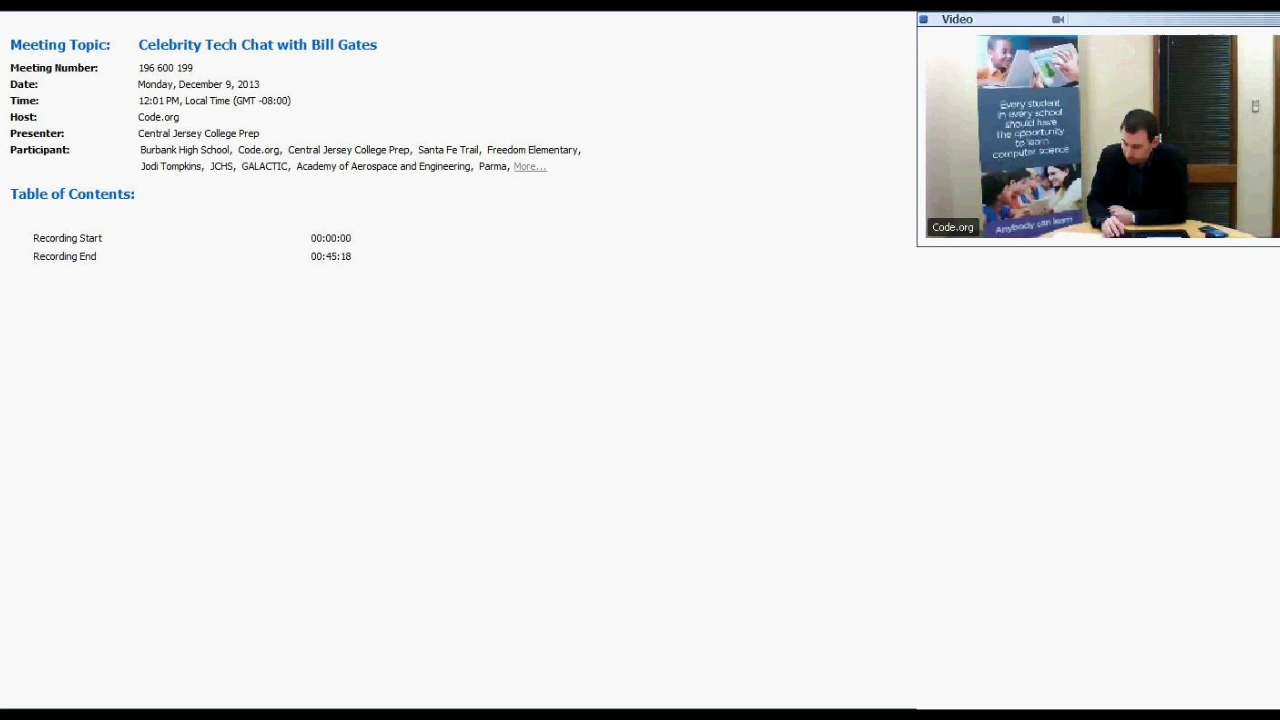 Meeting Topic: Celebrity Tech Chat with Bill Gates
Meeting Number: 196 600 199
Date: Monday, December 9, 2013
Time: 12:01 PM, Local Time (GMT -08:00)
Host: Code.org
Presenter: Central Jersey College Prep
Participant: Burbank High School, Code.org, Central Jersey College Prep, Santa Fe Trail, Freedom Elementary,
Jodi Tompkins, JCHS, GALACTIC, Academy of Aerospace and Engineering, Parma, More...
Table of Contents:
Recording Start 00:00:00
Recording End 00:45:18
Video
Every student
in every school
should have
the opportunity
to learn
computer science
Anybody can learn
Code.org